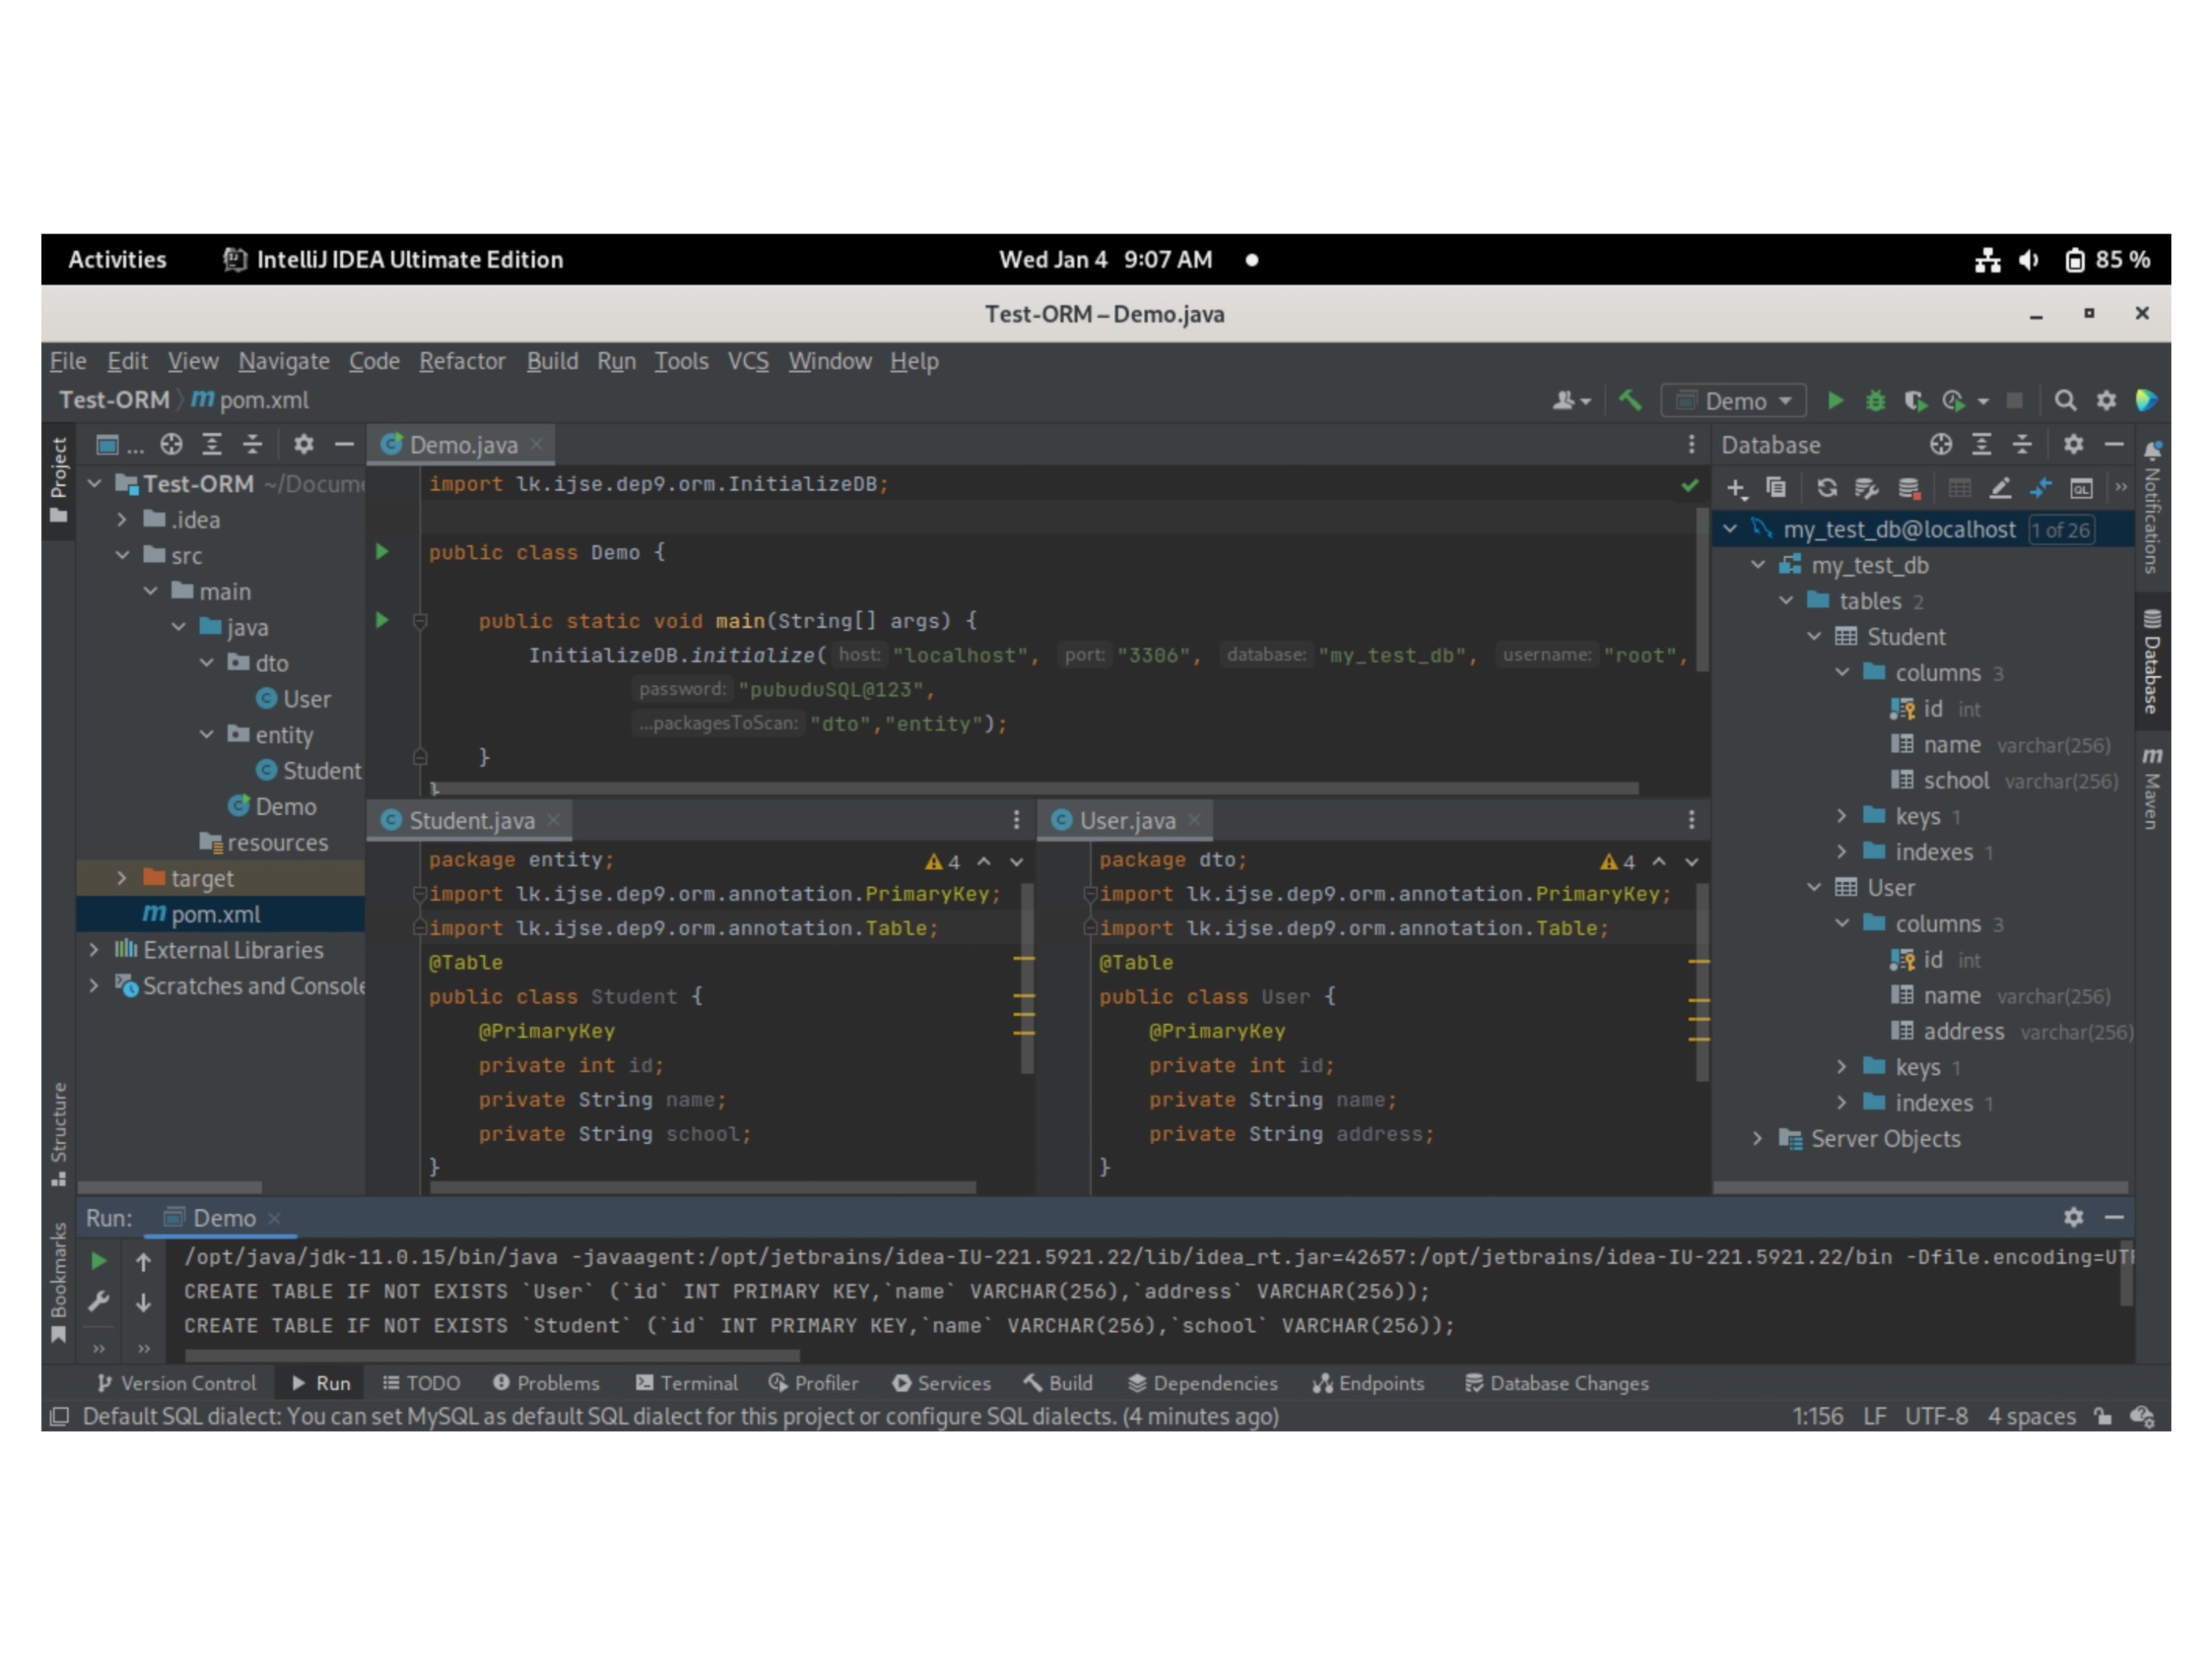 Activities IntelliJ IDEA Ultimate Edition Wed Jan 4 9:07 AM 85 %
Test-ORM – Demo.java
File Edit View Navigate Code Refactor Build Run Tools VCS Window Help
Test-ORM pom.xml Demo
Project
...
Test-ORM ~/Docume
.idea
src
main
java
dto
User
entity
Student
Demo
resources
target
pom.xml
External Libraries
Scratches and Console
Structure
Bookmarks
Demo.java
import lk.ijse.dep9.orm.InitializeDB;
public class Demo {
public static void main(String[] args) {
InitializeDB.initialize( host: "localhost", port: "3306", database: "my_test_db", username: "root",
password: "pubuduSQL@123",
...packagesToScan: "dto","entity");
}
}
Student.java
package entity; 4
import lk.ijse.dep9.orm.annotation.PrimaryKey;
import lk.ijse.dep9.orm.annotation.Table;
@Table
public class Student {
@PrimaryKey
private int id;
private String name;
private String school;
}
User.java
package dto; 4
import lk.ijse.dep9.orm.annotation.PrimaryKey;
import lk.ijse.dep9.orm.annotation.Table;
@Table
public class User {
@PrimaryKey
private int id;
private String name;
private String address;
}
Database
QL
my_test_db@localhost 1 of 26
my_test_db
tables 2
Student
columns 3
id int
name varchar(256)
school varchar(256)
keys 1
indexes 1
User
columns 3
id int
name varchar(256)
address varchar(256)
keys 1
indexes 1
Server Objects
Notifications
Database
Maven
Run: Demo
/opt/java/jdk-11.0.15/bin/java -javaagent:/opt/jetbrains/idea-IU-221.5921.22/lib/idea_rt.jar=42657:/opt/jetbrains/idea-IU-221.5921.22/bin -Dfile.encoding=UTF
CREATE TABLE IF NOT EXISTS `User` (`id` INT PRIMARY KEY,`name` VARCHAR(256),`address` VARCHAR(256));
CREATE TABLE IF NOT EXISTS `Student` (`id` INT PRIMARY KEY,`name` VARCHAR(256),`school` VARCHAR(256));
Version Control Run TODO Problems Terminal Profiler Services Build Dependencies Endpoints Database Changes
Default SQL dialect: You can set MySQL as default SQL dialect for this project or configure SQL dialects. (4 minutes ago) 1:156 LF UTF-8 4 spaces